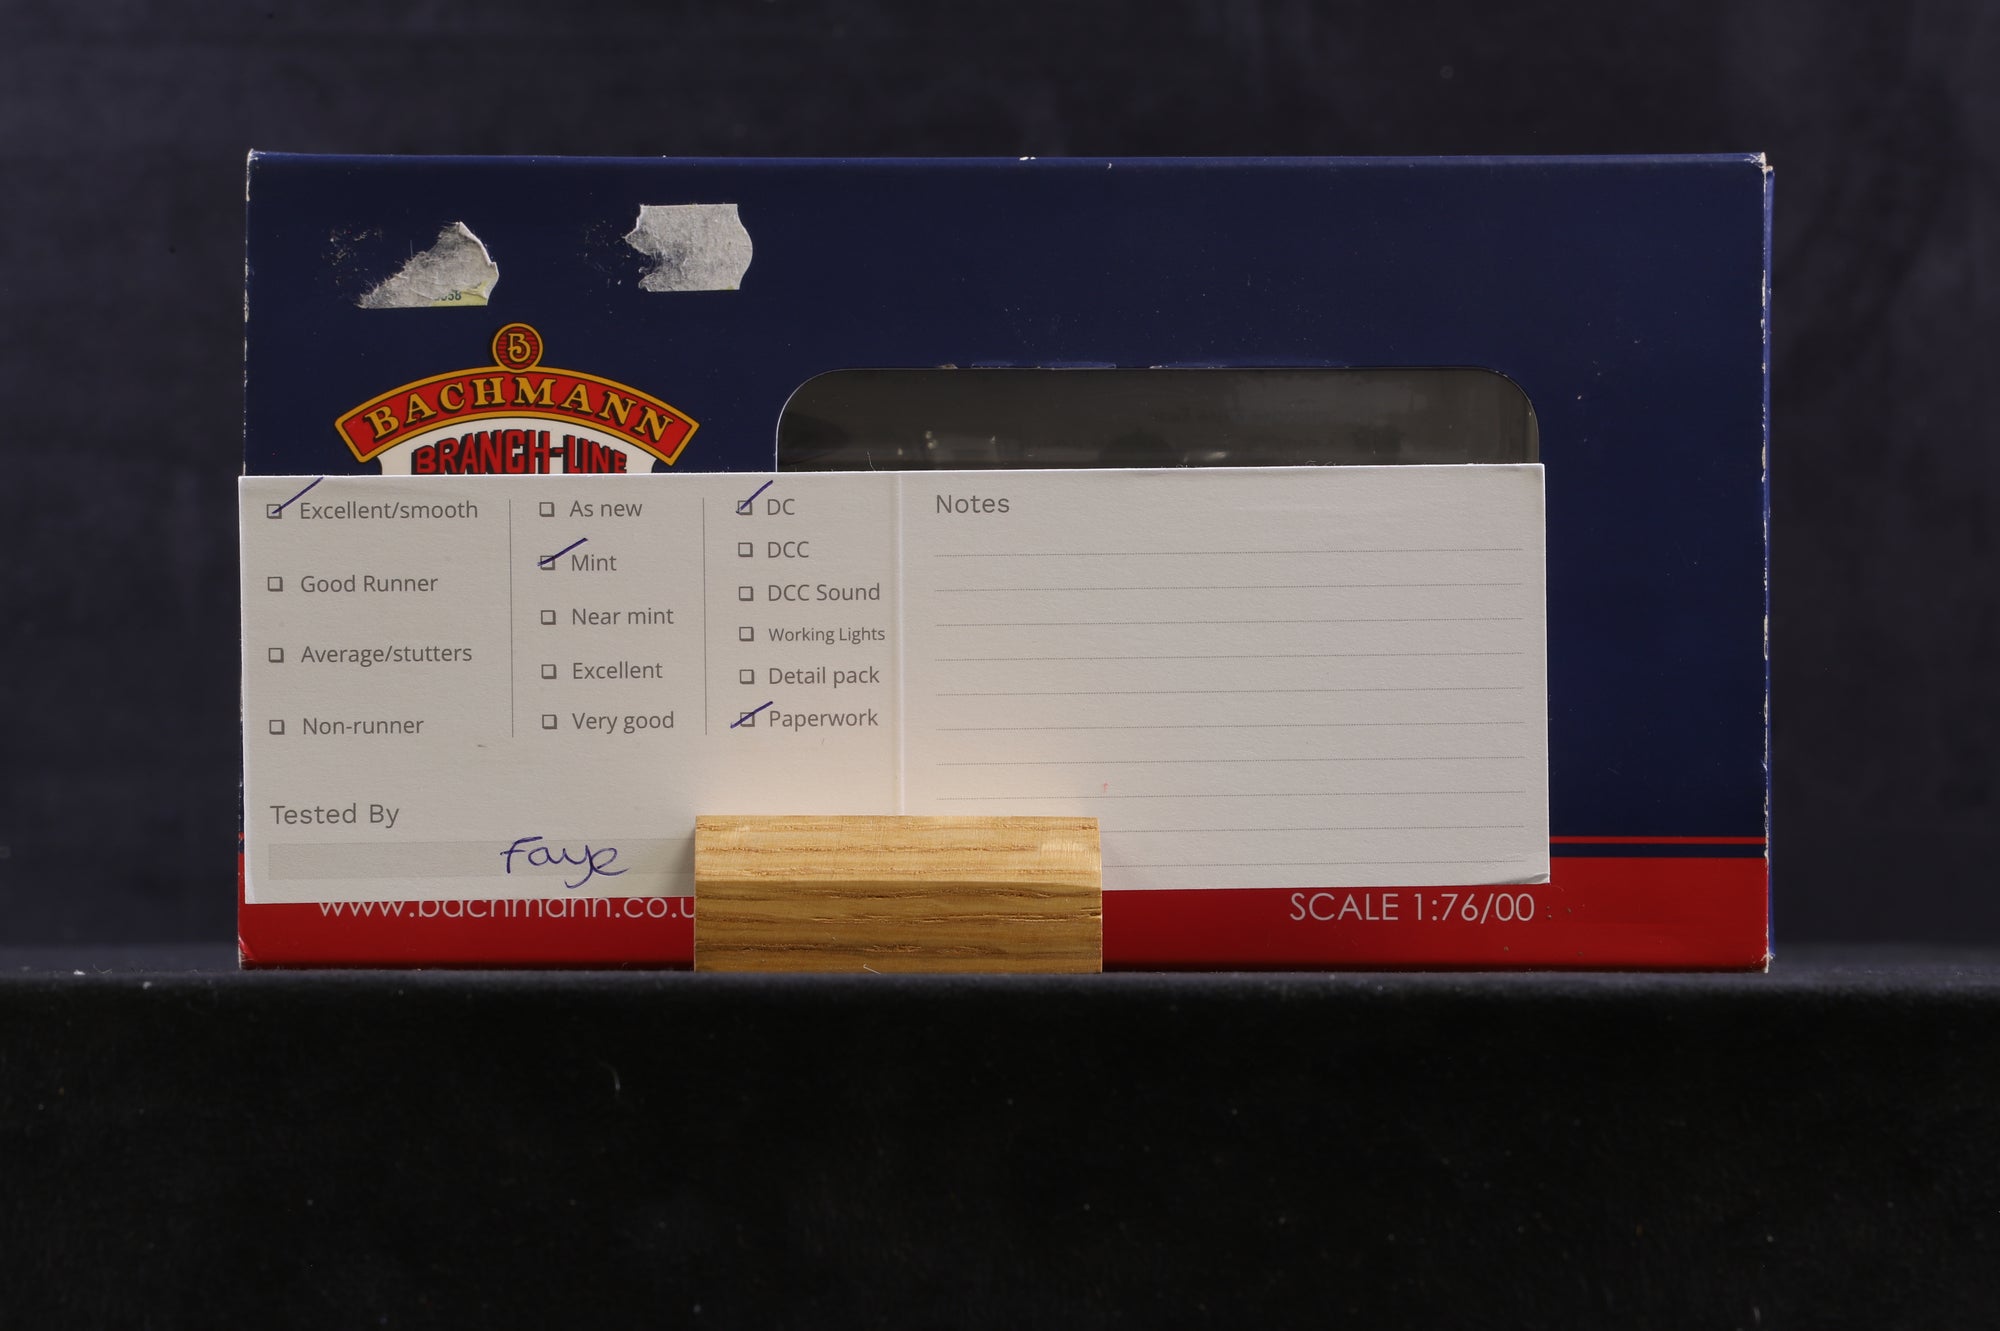 B
BACHMANN
BRANCH-LINE
Excellent/smooth
Good Runner
Average/stutters
Non-runner
As new
Mint
Near mint
Excellent
Very good
DC
DCC
DCC Sound
Working Lights
Detail pack
Paperwork
Notes
Tested By
Faye
www.bachmann.co.u
SCALE 1:76/00